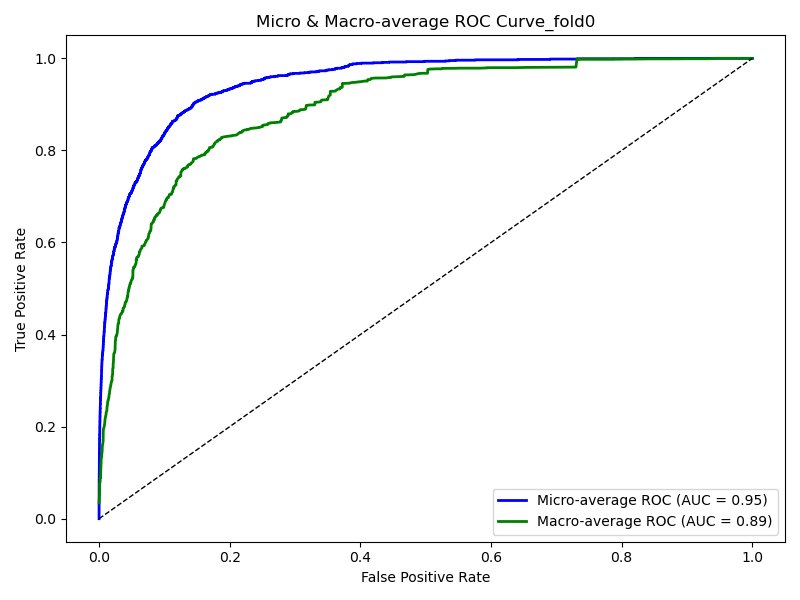 Micro & Macro-average ROC Curve_fold0
True Positive Rate
1.0
0.8
0.6
0.4
0.2
0.0
0.0 0.2 0.4 0.6 0.8 1.0
False Positive Rate
Micro-average ROC (AUC = 0.95)
Macro-average ROC (AUC = 0.89)